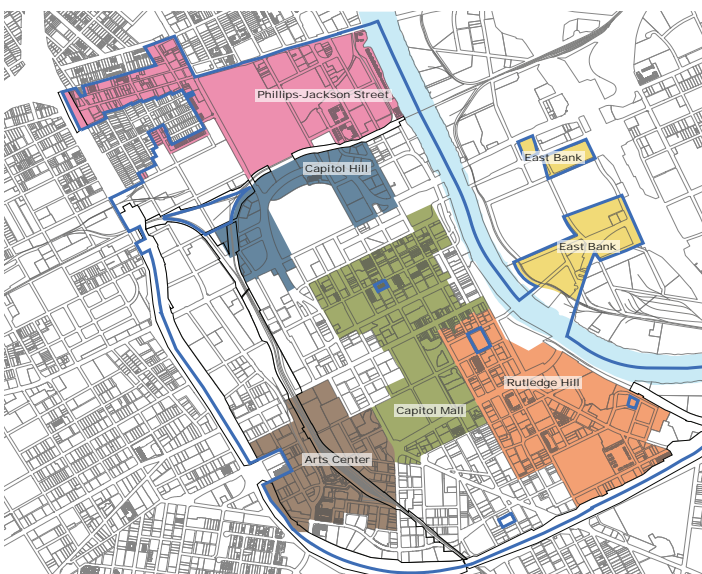 Phillips-Jackson Street
East Bank
Capitol Hill
East Bank
Rutledge Hill
Capitol Mall
Arts Center